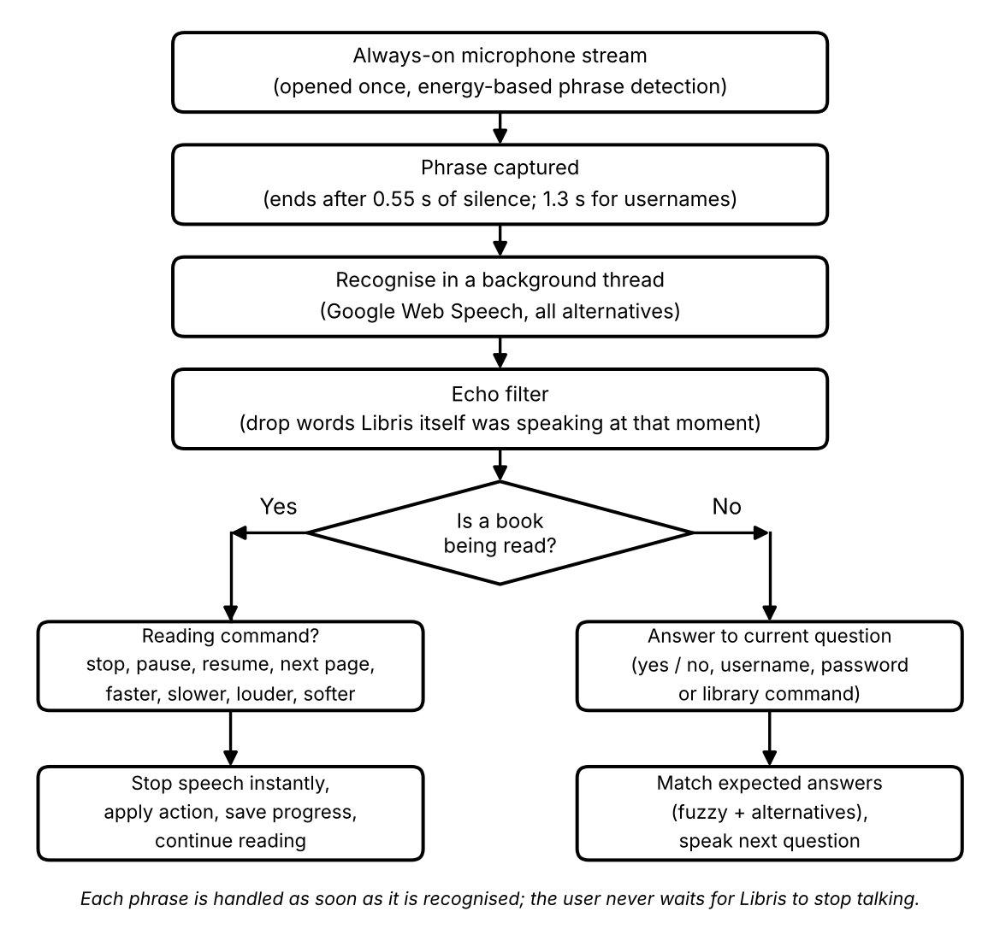 Always-on microphone stream
(opened once, energy-based phrase detection)
Phrase captured
(ends after 0.55 s of silence; 1.3 s for usernames)
Recognise in a background thread
(Google Web Speech, all alternatives)
Echo filter
(drop words Libris itself was speaking at that moment)
Is a book
being read?
Yes
No
Reading command?
stop, pause, resume, next page,
faster, slower, louder, softer
Answer to current question
(yes / no, username, password
or library command)
Stop speech instantly,
apply action, save progress,
continue reading
Match expected answers
(fuzzy + alternatives),
speak next question
Each phrase is handled as soon as it is recognised; the user never waits for Libris to stop talking.